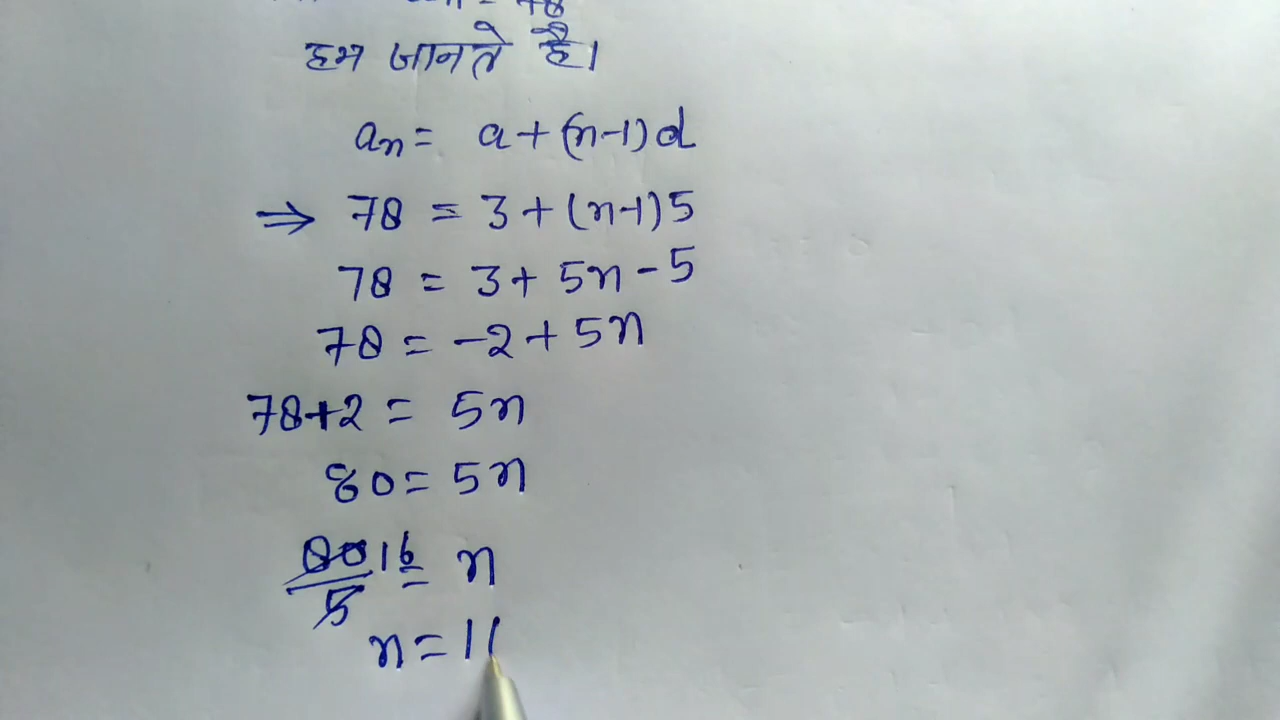 = 78
हम जानते है।
an = a + (n-1)d
⇒ 78 = 3 + (n-1)5
78 = 3 + 5n - 5
78 = -2 + 5n
78+2 = 5n
80 = 5n
80/5 16 = n
n = 1